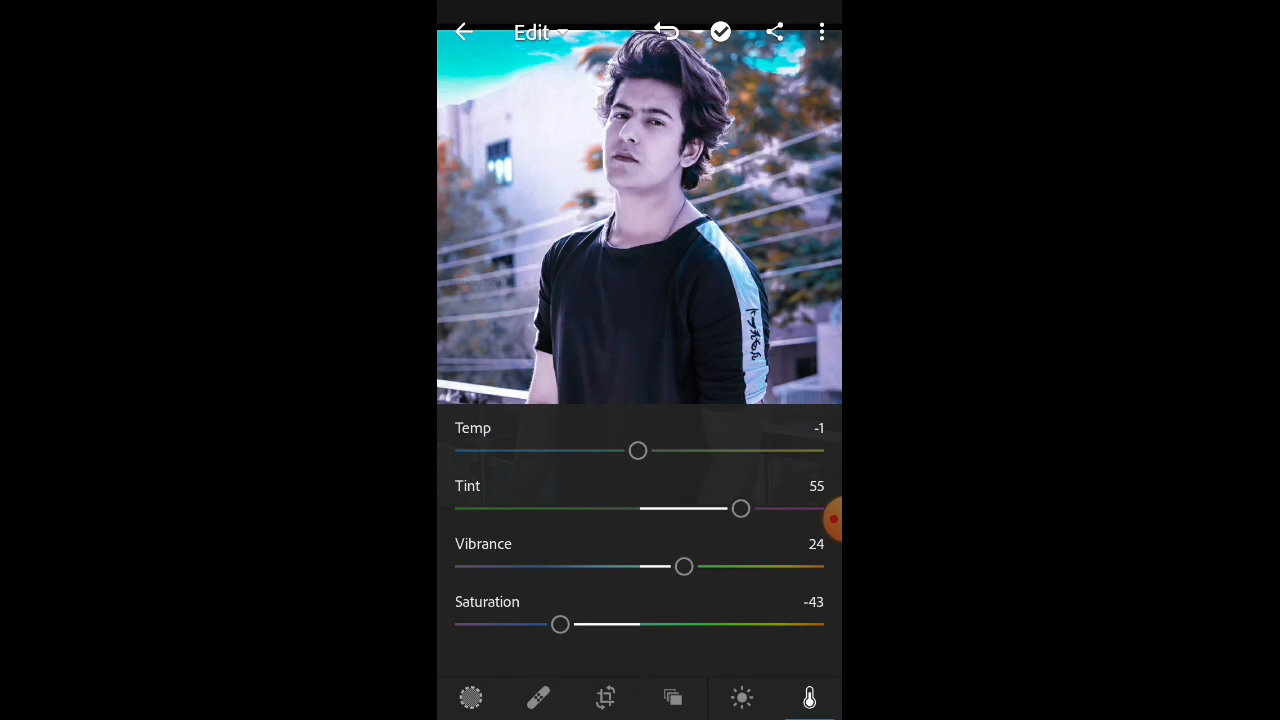 Edit
Temp -1
Tint 55
Vibrance 24
Saturation -43